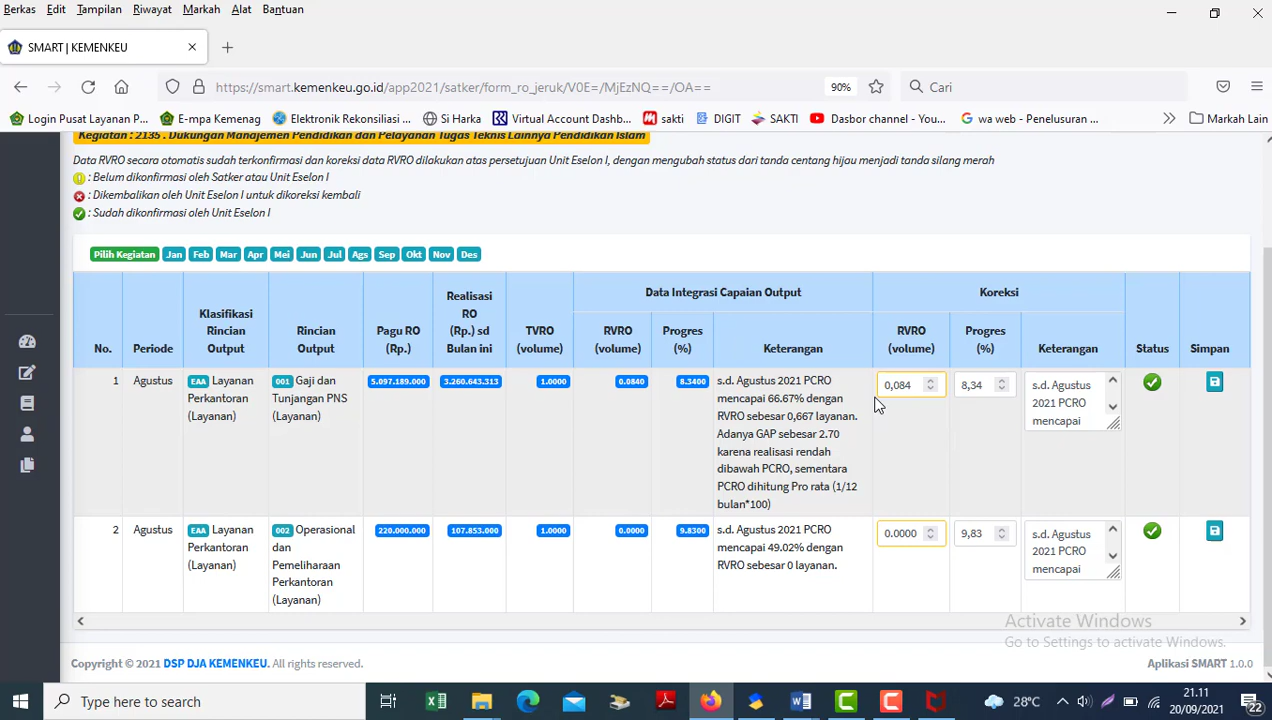 Berkas Edit Tampilan Riwayat Markah Alat Bantuan
SMART | KEMENKEU
https://smart.kemenkeu.go.id/app2021/satker/form_ro_jeruk/V0E=/MjEzNQ==/OA==
90%
Cari
Login Pusat Layanan P... E-mpa Kemenag Elektronik Rekonsiliasi ... Si Harka Virtual Account Dashb... sakti DIGIT SAKTI Dasbor channel - You... wa web - Penelusuran ... Markah Lain
Kegiatan : 2135 . Dukungan Manajemen Pendidikan dan Pelayanan Tugas Teknis Lainnya Pendidikan Islam
Data RVRO secara otomatis sudah terkonfirmasi dan koreksi data RVRO dilakukan atas persetujuan Unit Eselon I, dengan mengubah status dari tanda centang hijau menjadi tanda silang merah
: Belum dikonfirmasi oleh Satker atau Unit Eselon I
: Dikembalikan oleh Unit Eselon I untuk dikoreksi kembali
: Sudah dikonfirmasi oleh Unit Eselon I
Pilih Kegiatan Jan Feb Mar Apr Mei Jun Jul Ags Sep Okt Nov Des
No.
Periode
Klasifikasi
Rincian
Output
Rincian
Output
Pagu RO
(Rp.)
Realisasi
RO
(Rp.) sd
Bulan ini
TVRO
(volume)
Data Integrasi Capaian Output
RVRO
(volume)
Progres
(%)
Keterangan
Koreksi
RVRO
(volume)
Progres
(%)
Keterangan
Status
Simpan
1
Agustus
EAA Layanan
Perkantoran
(Layanan)
001 Gaji dan
Tunjangan PNS
(Layanan)
5.097.189.000
3.260.643.313
1.0000
0.0840
8.3400
s.d. Agustus 2021 PCRO
mencapai 66.67% dengan
RVRO sebesar 0,667 layanan.
Adanya GAP sebesar 2.70
karena realisasi rendah
dibawah PCRO, sementara
PCRO dihitung Pro rata (1/12
bulan*100)
0,084
8,34
s.d. Agustus
2021 PCRO
mencapai
2
Agustus
EAA Layanan
Perkantoran
(Layanan)
002 Operasional
dan
Pemeliharaan
Perkantoran
(Layanan)
220.000.000
107.853.000
1.0000
0.0000
9.8300
s.d. Agustus 2021 PCRO
mencapai 49.02% dengan
RVRO sebesar 0 layanan.
0.0000
9,83
s.d. Agustus
2021 PCRO
mencapai
Activate Windows
Go to Settings to activate Windows.
Copyright © 2021 DSP DJA KEMENKEU. All rights reserved.
Aplikasi SMART 1.0.0
Type here to search
28°C
21.11
20/09/2021
22